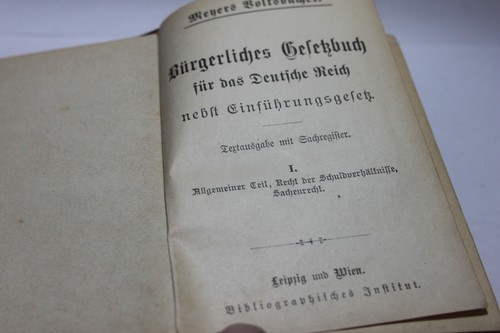 Meyers Volksbücher.
Bürgerliches Gesetzbuch
für das Deutsche Reich
nebst Einführungsgesetz.
Textausgabe mit Sachregister.
I.
Allgemeiner Teil, Recht der Schuldverhältnisse,
Sachenrecht.
Leipzig und Wien.
Bibliographisches Institut.